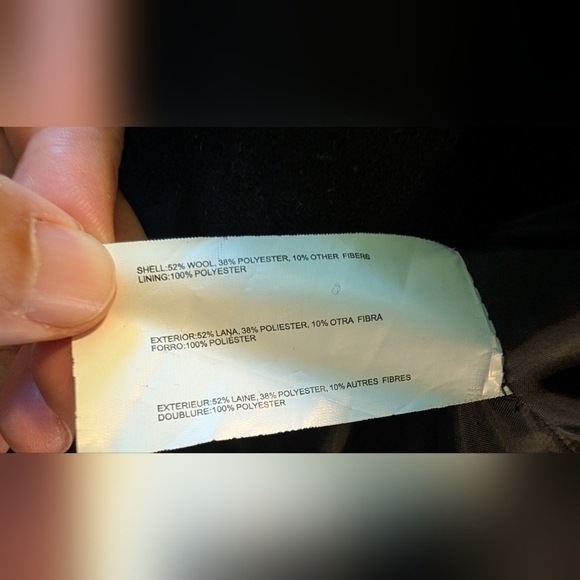 SHELL:52% WOOL, 38% POLYESTER, 10% OTHER FIBERS
LINING:100% POLYESTER
EXTERIOR:52% LANA, 38% POLIESTER, 10% OTRA FIBRA
FORRO:100% POLIÉSTER
EXTERIEUR:52% LAINE, 38% POLYESTER, 10% AUTRES FIBRES
DOUBLURE:100% POLYESTER